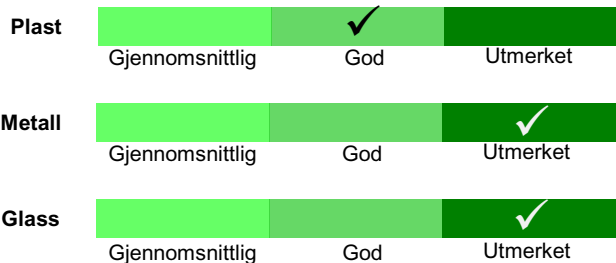 Plast
Gjennomsnittlig God Utmerket
Metall
Gjennomsnittlig God Utmerket
Glass
Gjennomsnittlig God Utmerket